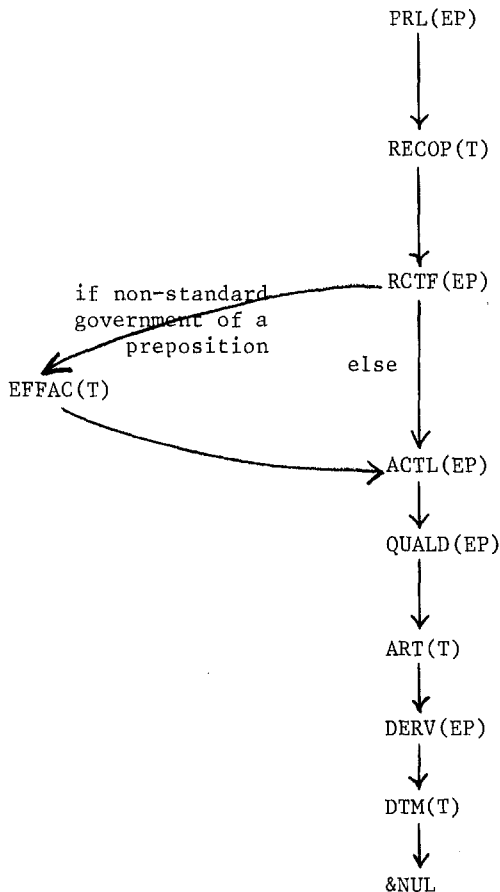 PRL(EP)
RECOP(T)
RCTF(EP)
if non-standard
government of a
preposition
else
EFFAC(T)
ACTL(EP)
QUALD(EP)
ART(T)
DERV(EP)
DTM(T)
&NUL